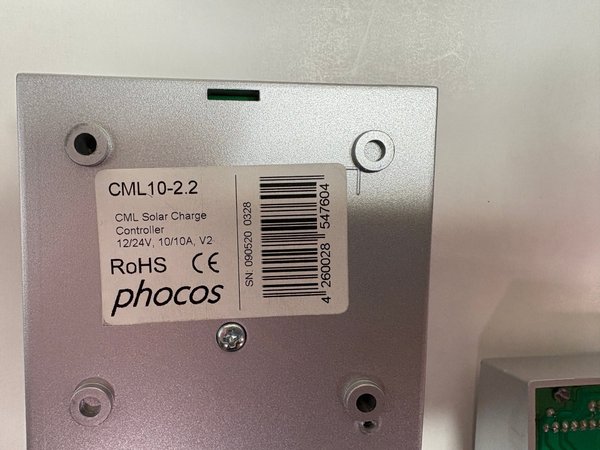 CML10-2.2
CML Solar Charge
Controller
12/24V, 10/10A, V2
RoHS CE
phocos
SN 090520 0328
4 260028 547604